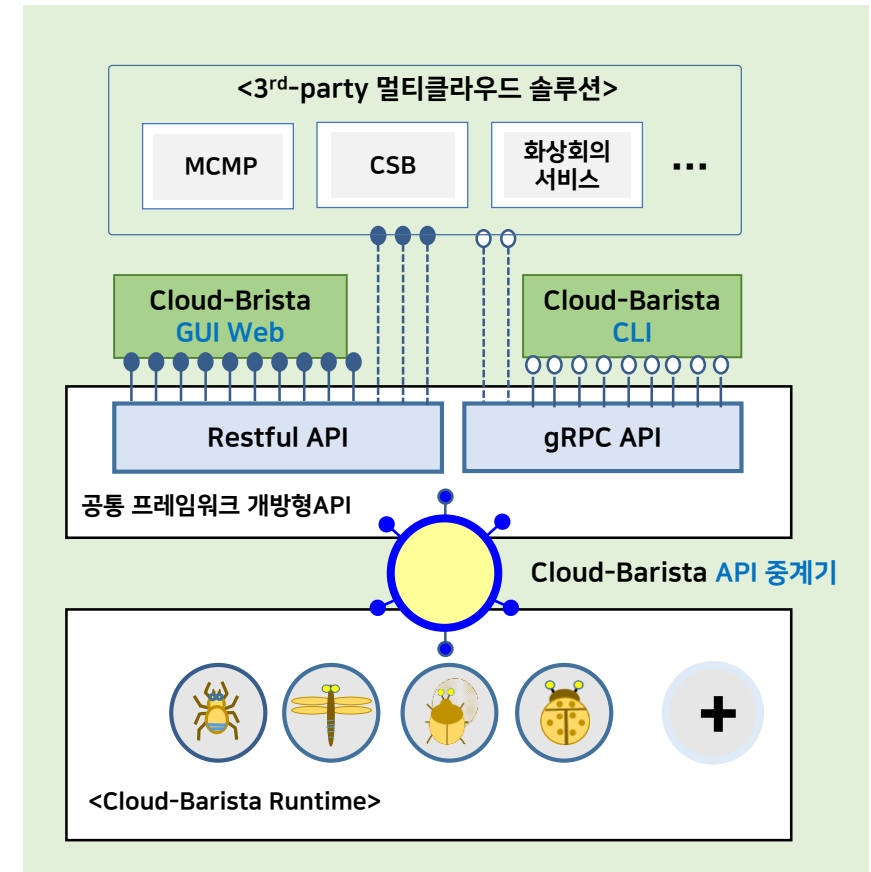 <3rd-party 멀티클라우드 솔루션>
MCMP
CSB
화상회의
서비스
...
Cloud-Brista
GUI Web
Cloud-Barista
CLI
Restful API
gRPC API
공통 프레임워크 개방형API
Cloud-Barista API 중계기
+
<Cloud-Barista Runtime>